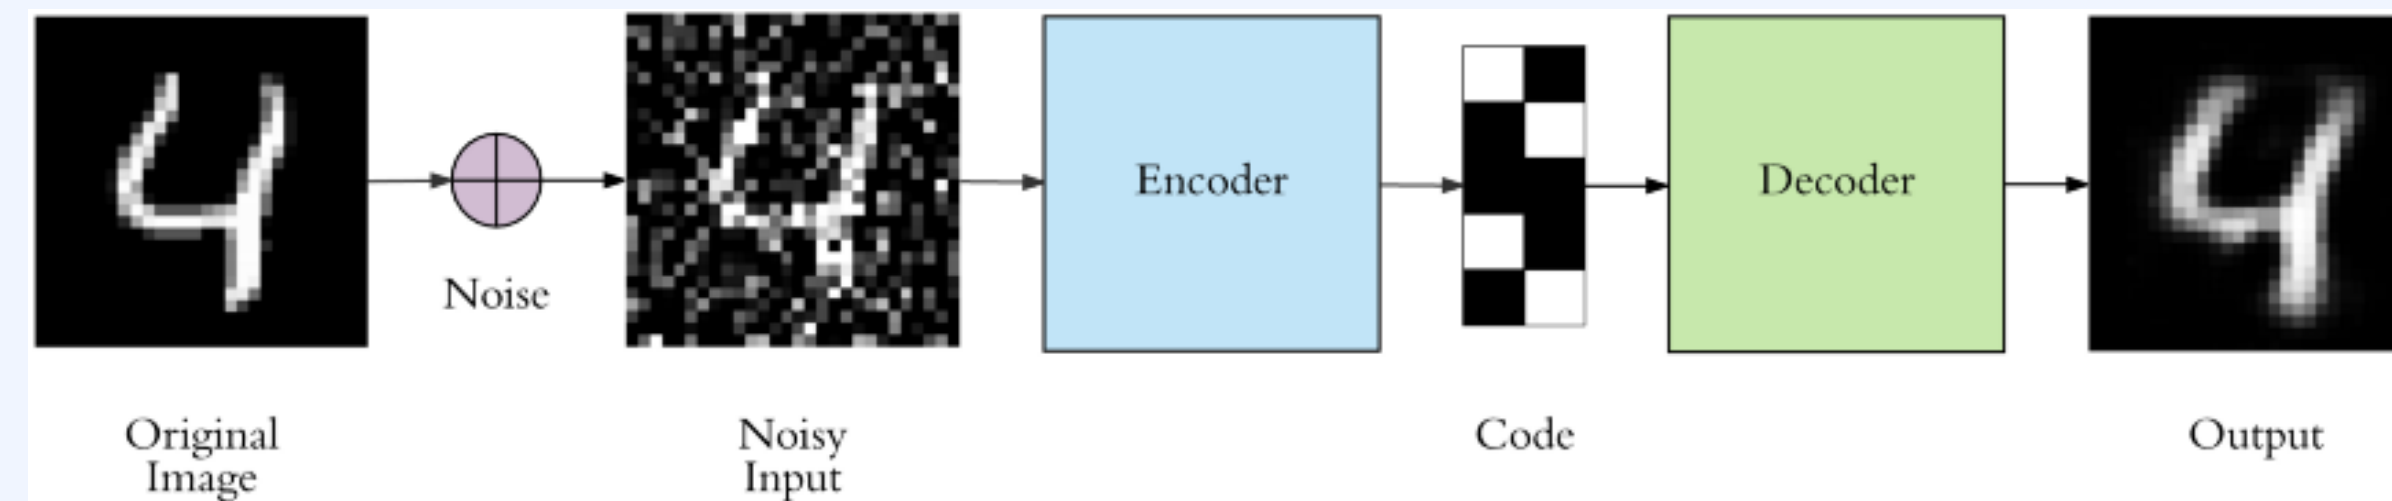 Encoder
Decoder
Noise
Original
Image
Noisy
Input
Code
Output